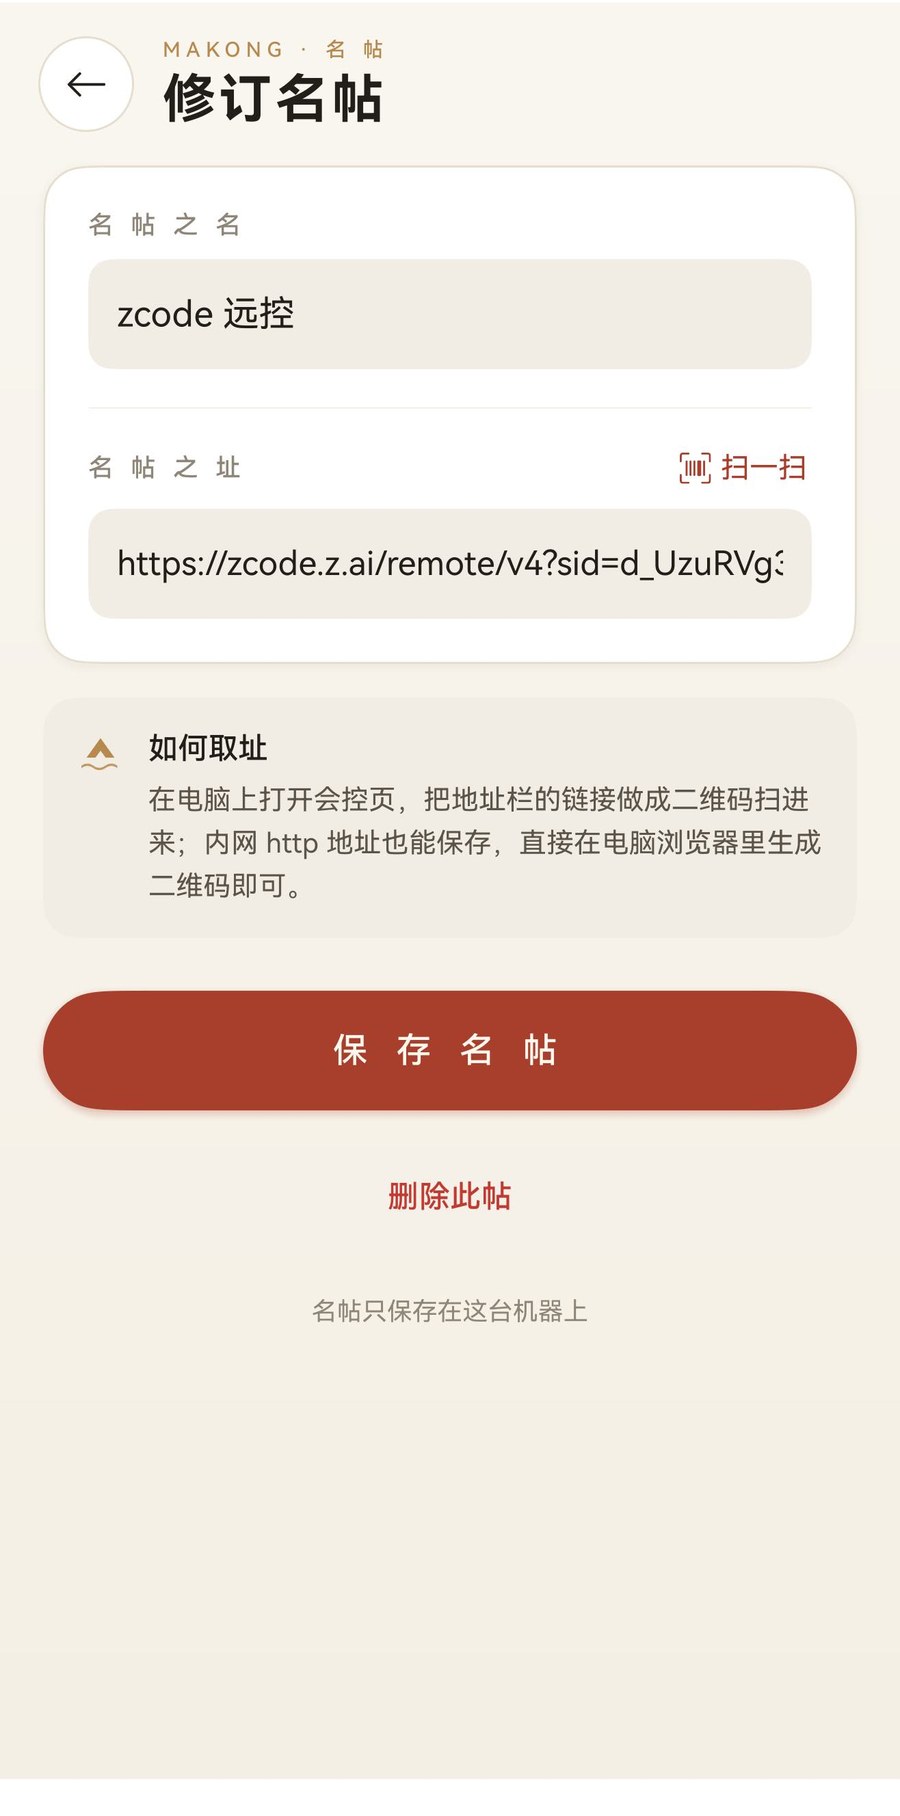 MAKONG · 名帖
修订名帖
名帖之名
zcode 远控
名帖之址
扫一扫
https://zcode.z.ai/remote/v4?sid=d_UzuRVg
如何取址
在电脑上打开会控页，把地址栏的链接做成二维码扫进
来；内网 http 地址也能保存，直接在电脑浏览器里生成
二维码即可。
保存名帖
删除此帖
名帖只保存在这台机器上